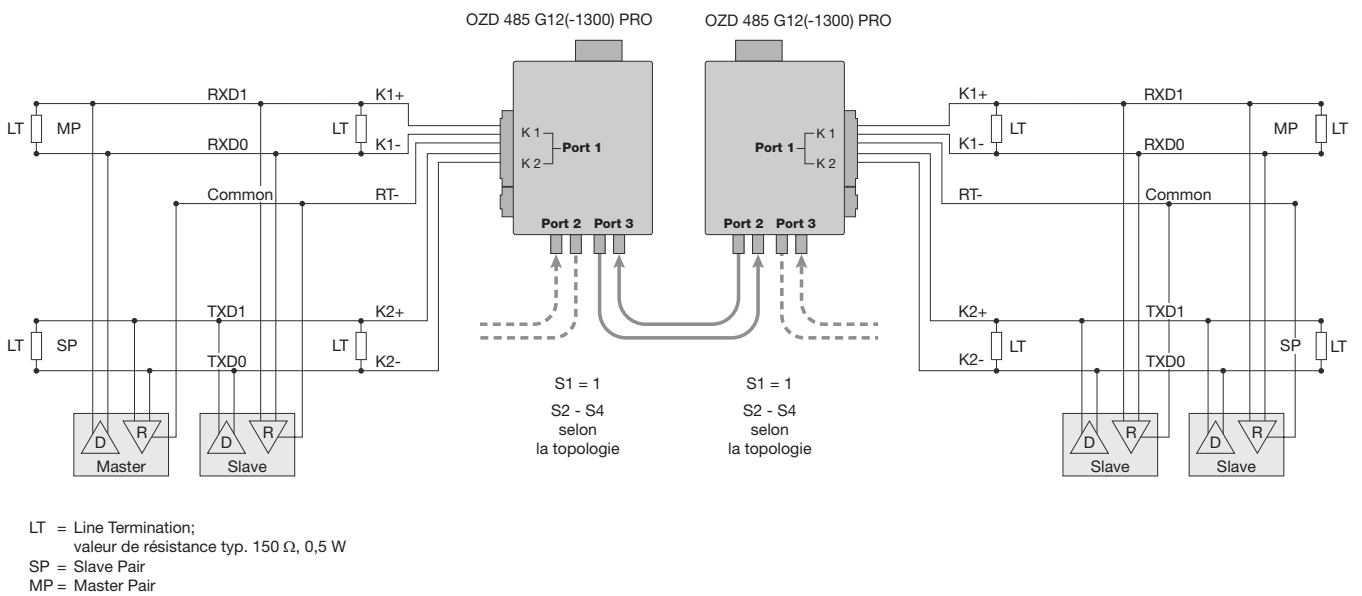 OZD 485 G12(-1300) PRO
OZD 485 G12(-1300) PRO
RXD1
K1+
LT
MP
LT
RXD0
K1-
Common
RT-
TXD1
K2+
LT
SP
LT
TXD0
K2-
D
R
Master
D
R
Slave
K 1
Port 1
K 2
Port 2
Port 3
K 1
Port 1
K 2
Port 2
Port 3
S1 = 1
S2 - S4
selon
la topologie
S1 = 1
S2 - S4
selon
la topologie
K1+
RXD1
LT
MP
LT
K1-
RXD0
RT-
Common
K2+
TXD1
LT
SP
LT
K2-
TXD0
D
R
Slave
D
R
Slave
LT = Line Termination;
valeur de résistance typ. 150 Ω, 0,5 W
SP = Slave Pair
MP = Master Pair